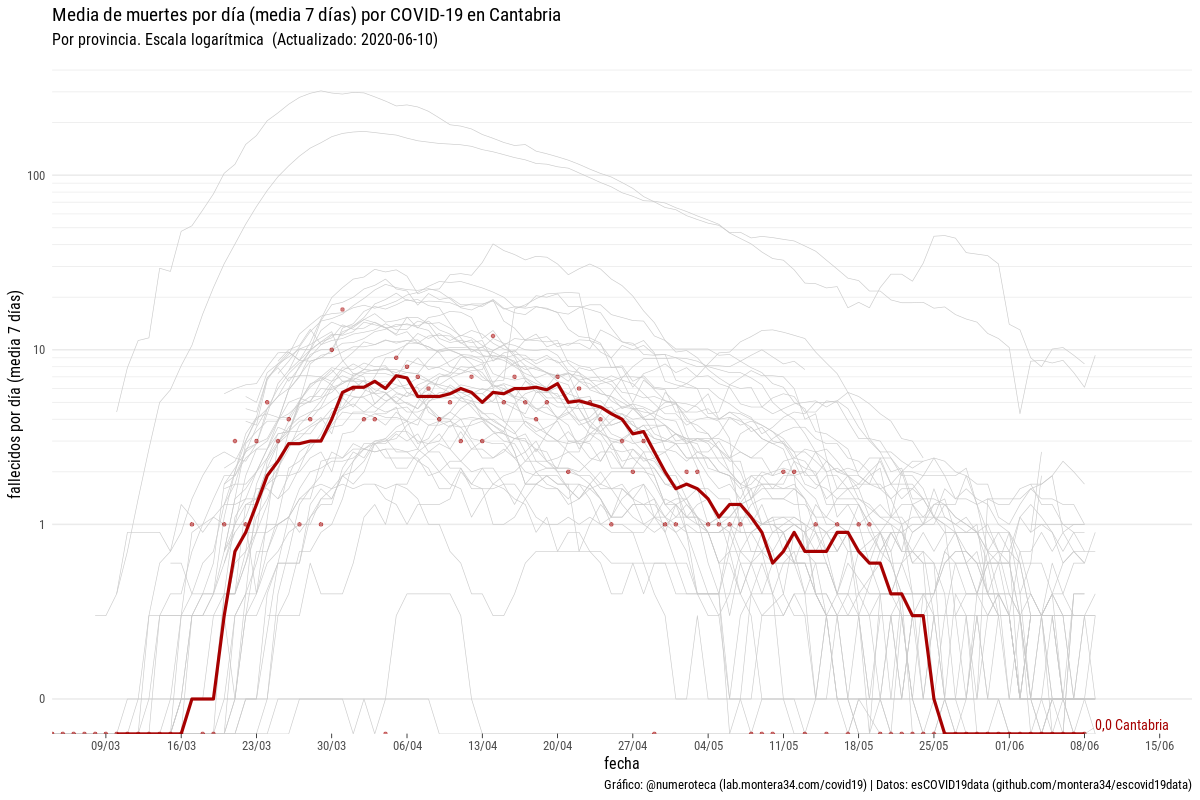 Media de muertes por día (media 7 días) por COVID-19 en Cantabria
Por provincia. Escala logarítmica (Actualizado: 2020-06-10)
fallecidos por día (media 7 días)
100
10
1
0
0,0 Cantabria
09/03 16/03 23/03 30/03 06/04 13/04 20/04 27/04 04/05 11/05 18/05 25/05 01/06 08/06 15/06
fecha
Gráfico: @numeroteca (lab.montera34.com/covid19) | Datos: esCOVID19data (github.com/montera34/escovid19data)